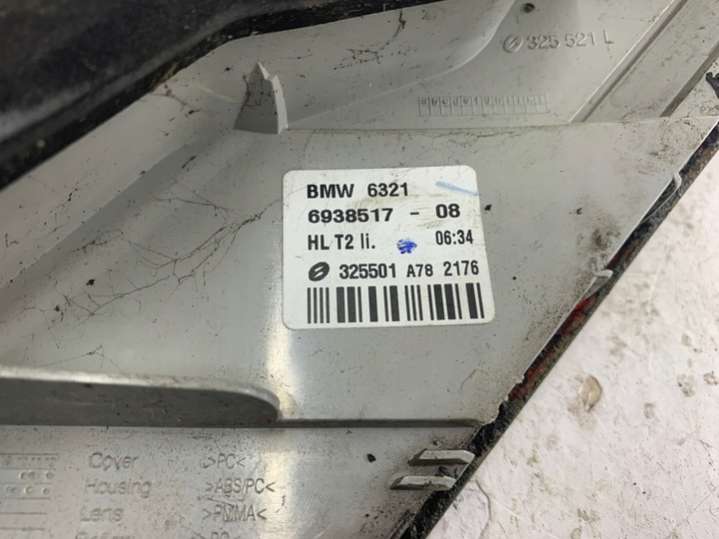 325 521 L
BMW 6321
6938517 - 08
HL T2 li. 06:34
325501 A78 2176
Cover >PC<
Housing >ABS/PC<
Lens >PMMA<